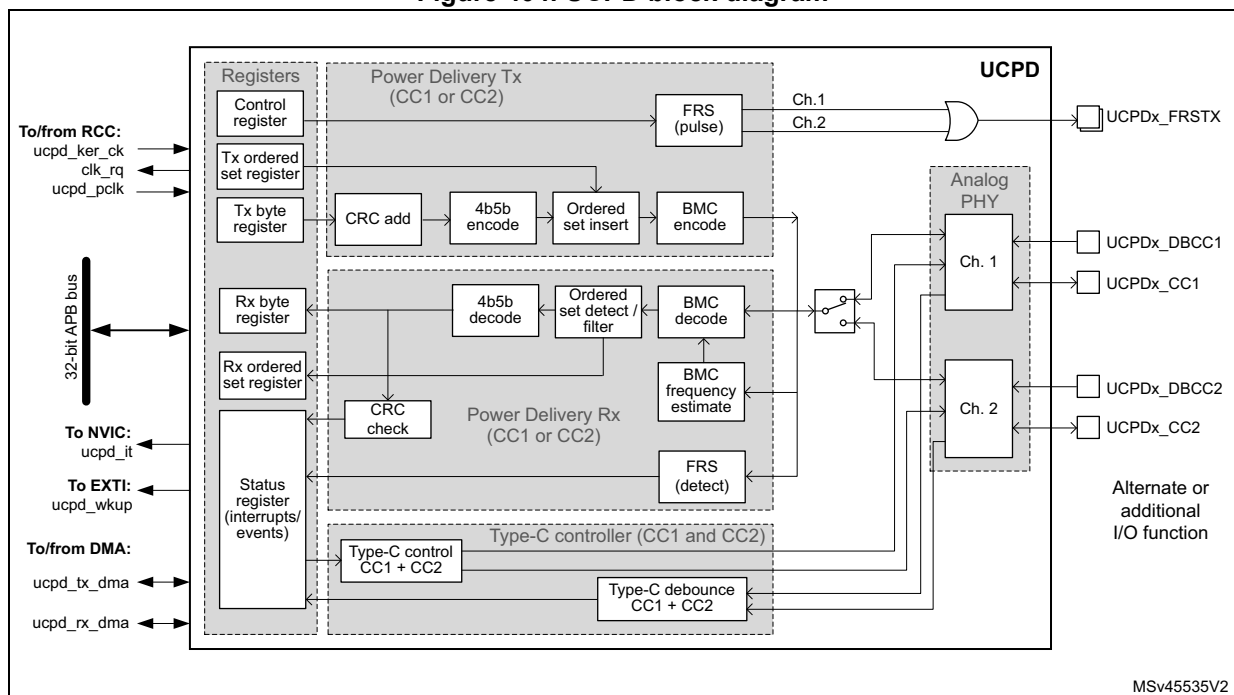 UCPD
Registers
Power Delivery Tx
(CC1 or CC2)
Control
register
FRS
(pulse)
Ch.1
Ch.2
UCPDx_FRSTX
To/from RCC:
ucpd_ker_ck
clk_rq
ucpd_pclk
Tx ordered
set register
Tx byte
register
CRC add
4b5b
encode
Ordered
set insert
BMC
encode
Analog
PHY
Ch. 1
UCPDx_DBCC1
UCPDx_CC1
32-bit APB bus
Rx byte
register
4b5b
decode
Ordered
set detect /
filter
BMC
decode
Rx ordered
set register
BMC
frequency
estimate
CRC
check
Power Delivery Rx
(CC1 or CC2)
Ch. 2
UCPDx_DBCC2
UCPDx_CC2
To NVIC:
ucpd_it
To EXTI:
ucpd_wkup
Status
register
(interrupts/
events)
FRS
(detect)
Alternate or
additional
I/O function
To/from DMA:
ucpd_tx_dma
ucpd_rx_dma
Type-C controller (CC1 and CC2)
Type-C control
CC1 + CC2
Type-C debounce
CC1 + CC2
MSv45535V2